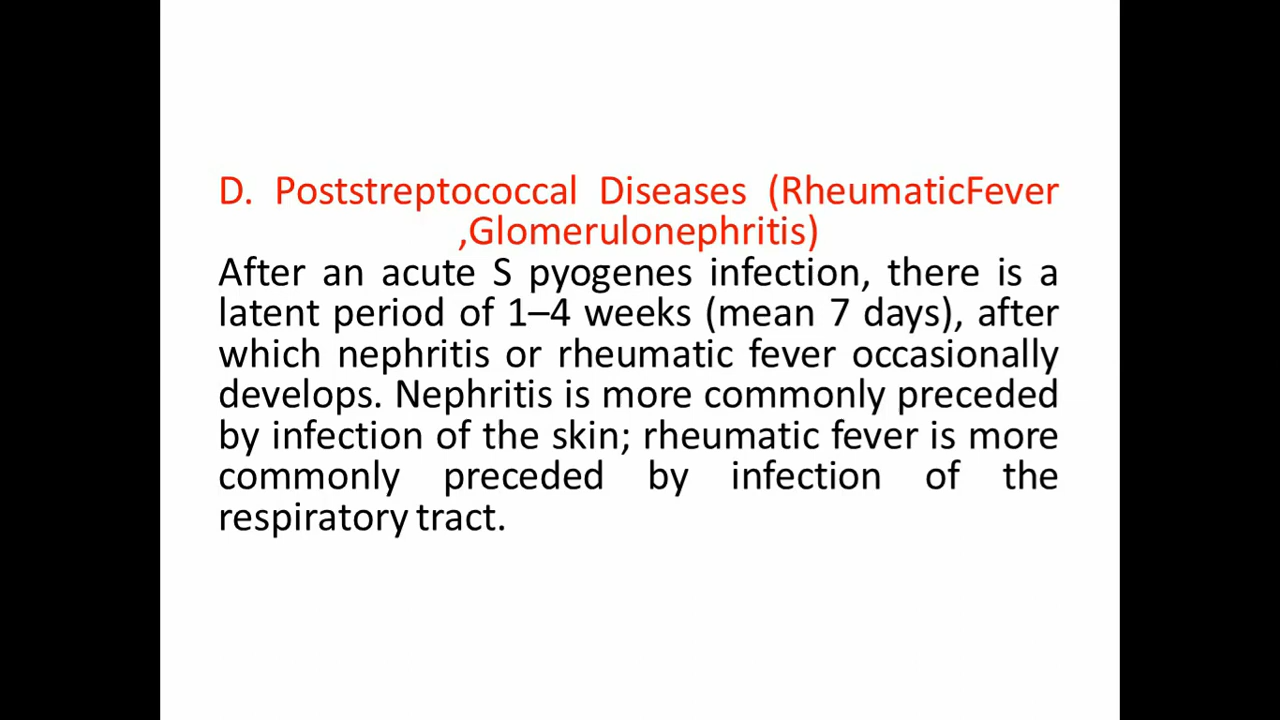 D. Poststreptococcal Diseases (RheumaticFever
,Glomerulonephritis)
After an acute S pyogenes infection, there is a
latent period of 1–4 weeks (mean 7 days), after
which nephritis or rheumatic fever occasionally
develops. Nephritis is more commonly preceded
by infection of the skin; rheumatic fever is more
commonly preceded by infection of the
respiratory tract.